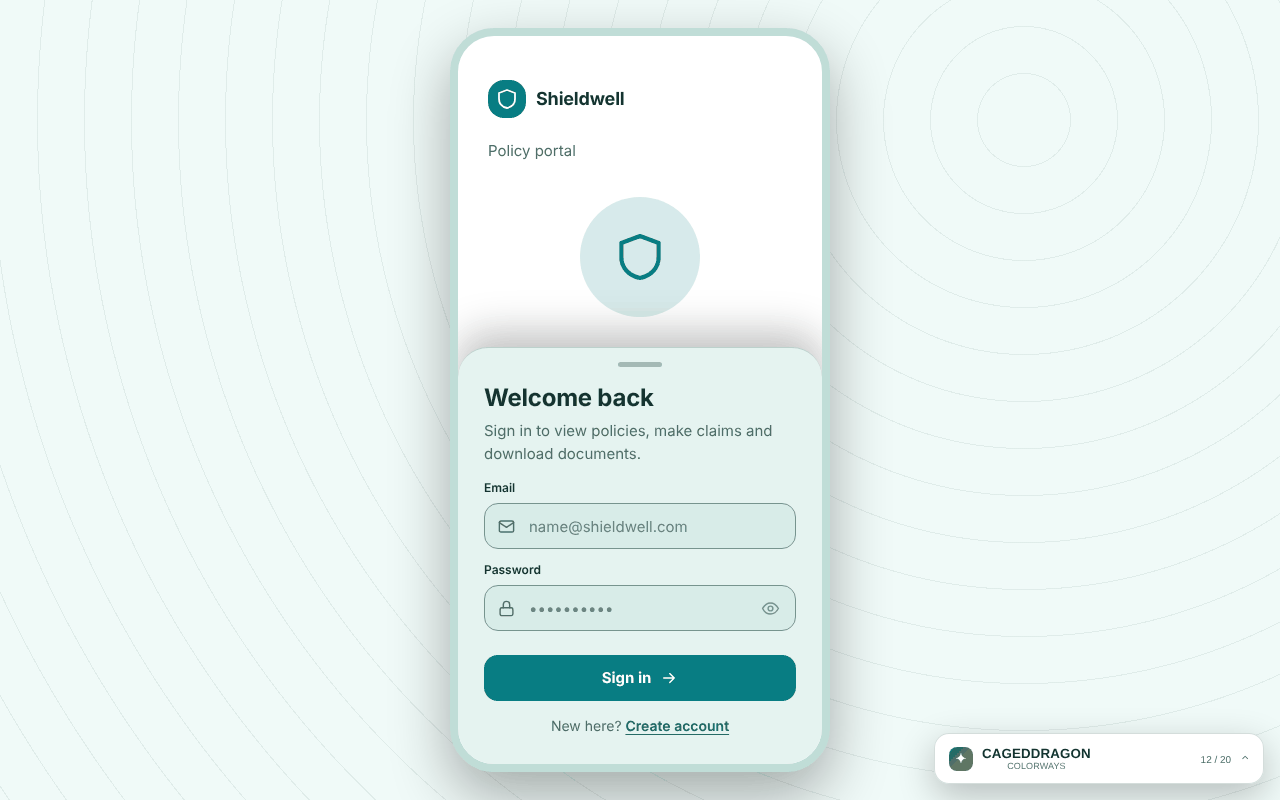 Shieldwell
Policy portal
Welcome back
Sign in to view policies, make claims and
download documents.
Email
name@shieldwell.com
Password
••••••••••
Sign in →
New here? Create account
CAGEDDRAGON
COLORWAYS
12 / 20